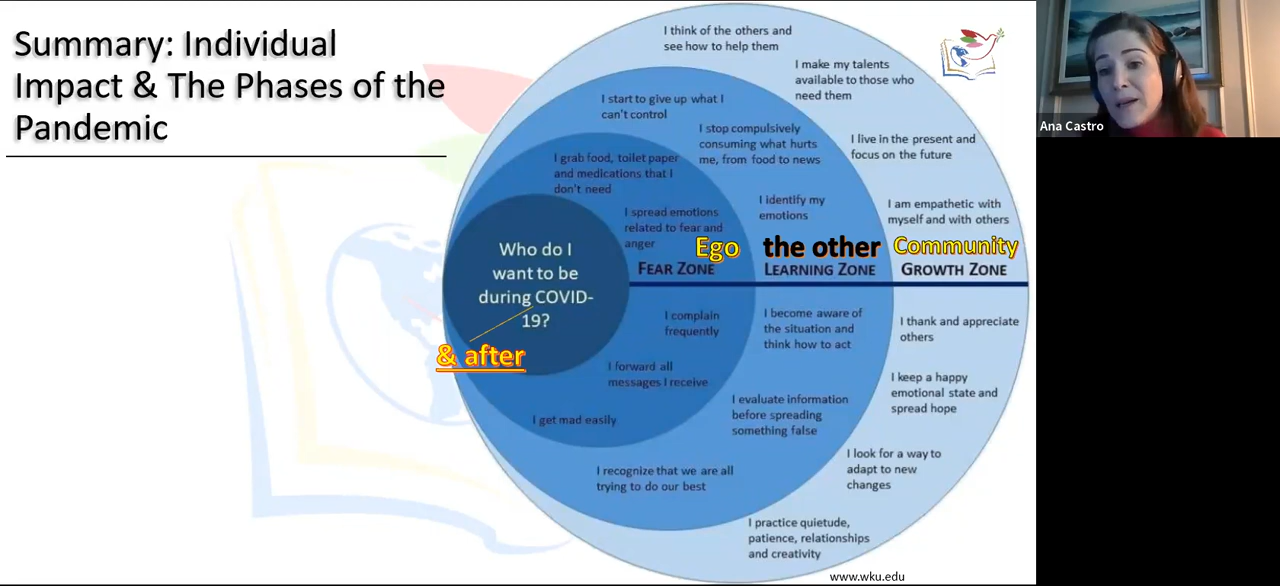 Summary: Individual
Impact & The Phases of the
Pandemic
I think of the others and
see how to help them
I make my talents
available to those who
need them
I start to give up what I
can't control
I stop compulsively
consuming what hurts
me, from food to news
I live in the present and
focus on the future
I grab food, toilet paper
and medications that I
don't need
I identify my
emotions
I am empathetic with
myself and with others
I spread emotions
related to fear and
anger
Ego
the other
Community
FEAR ZONE
LEARNING ZONE
GROWTH ZONE
Who do I
want to be
during COVID-
19?
& after
I complain
frequently
I become aware of
the situation and
think how to act
I thank and appreciate
others
I forward all
messages I receive
I keep a happy
emotional state and
spread hope
I get mad easily
I evaluate information
before spreading
something false
I recognize that we are all
trying to do our best
I look for a way to
adapt to new
changes
I practice quietude,
patience, relationships
and creativity
www.wku.edu
Ana Castro